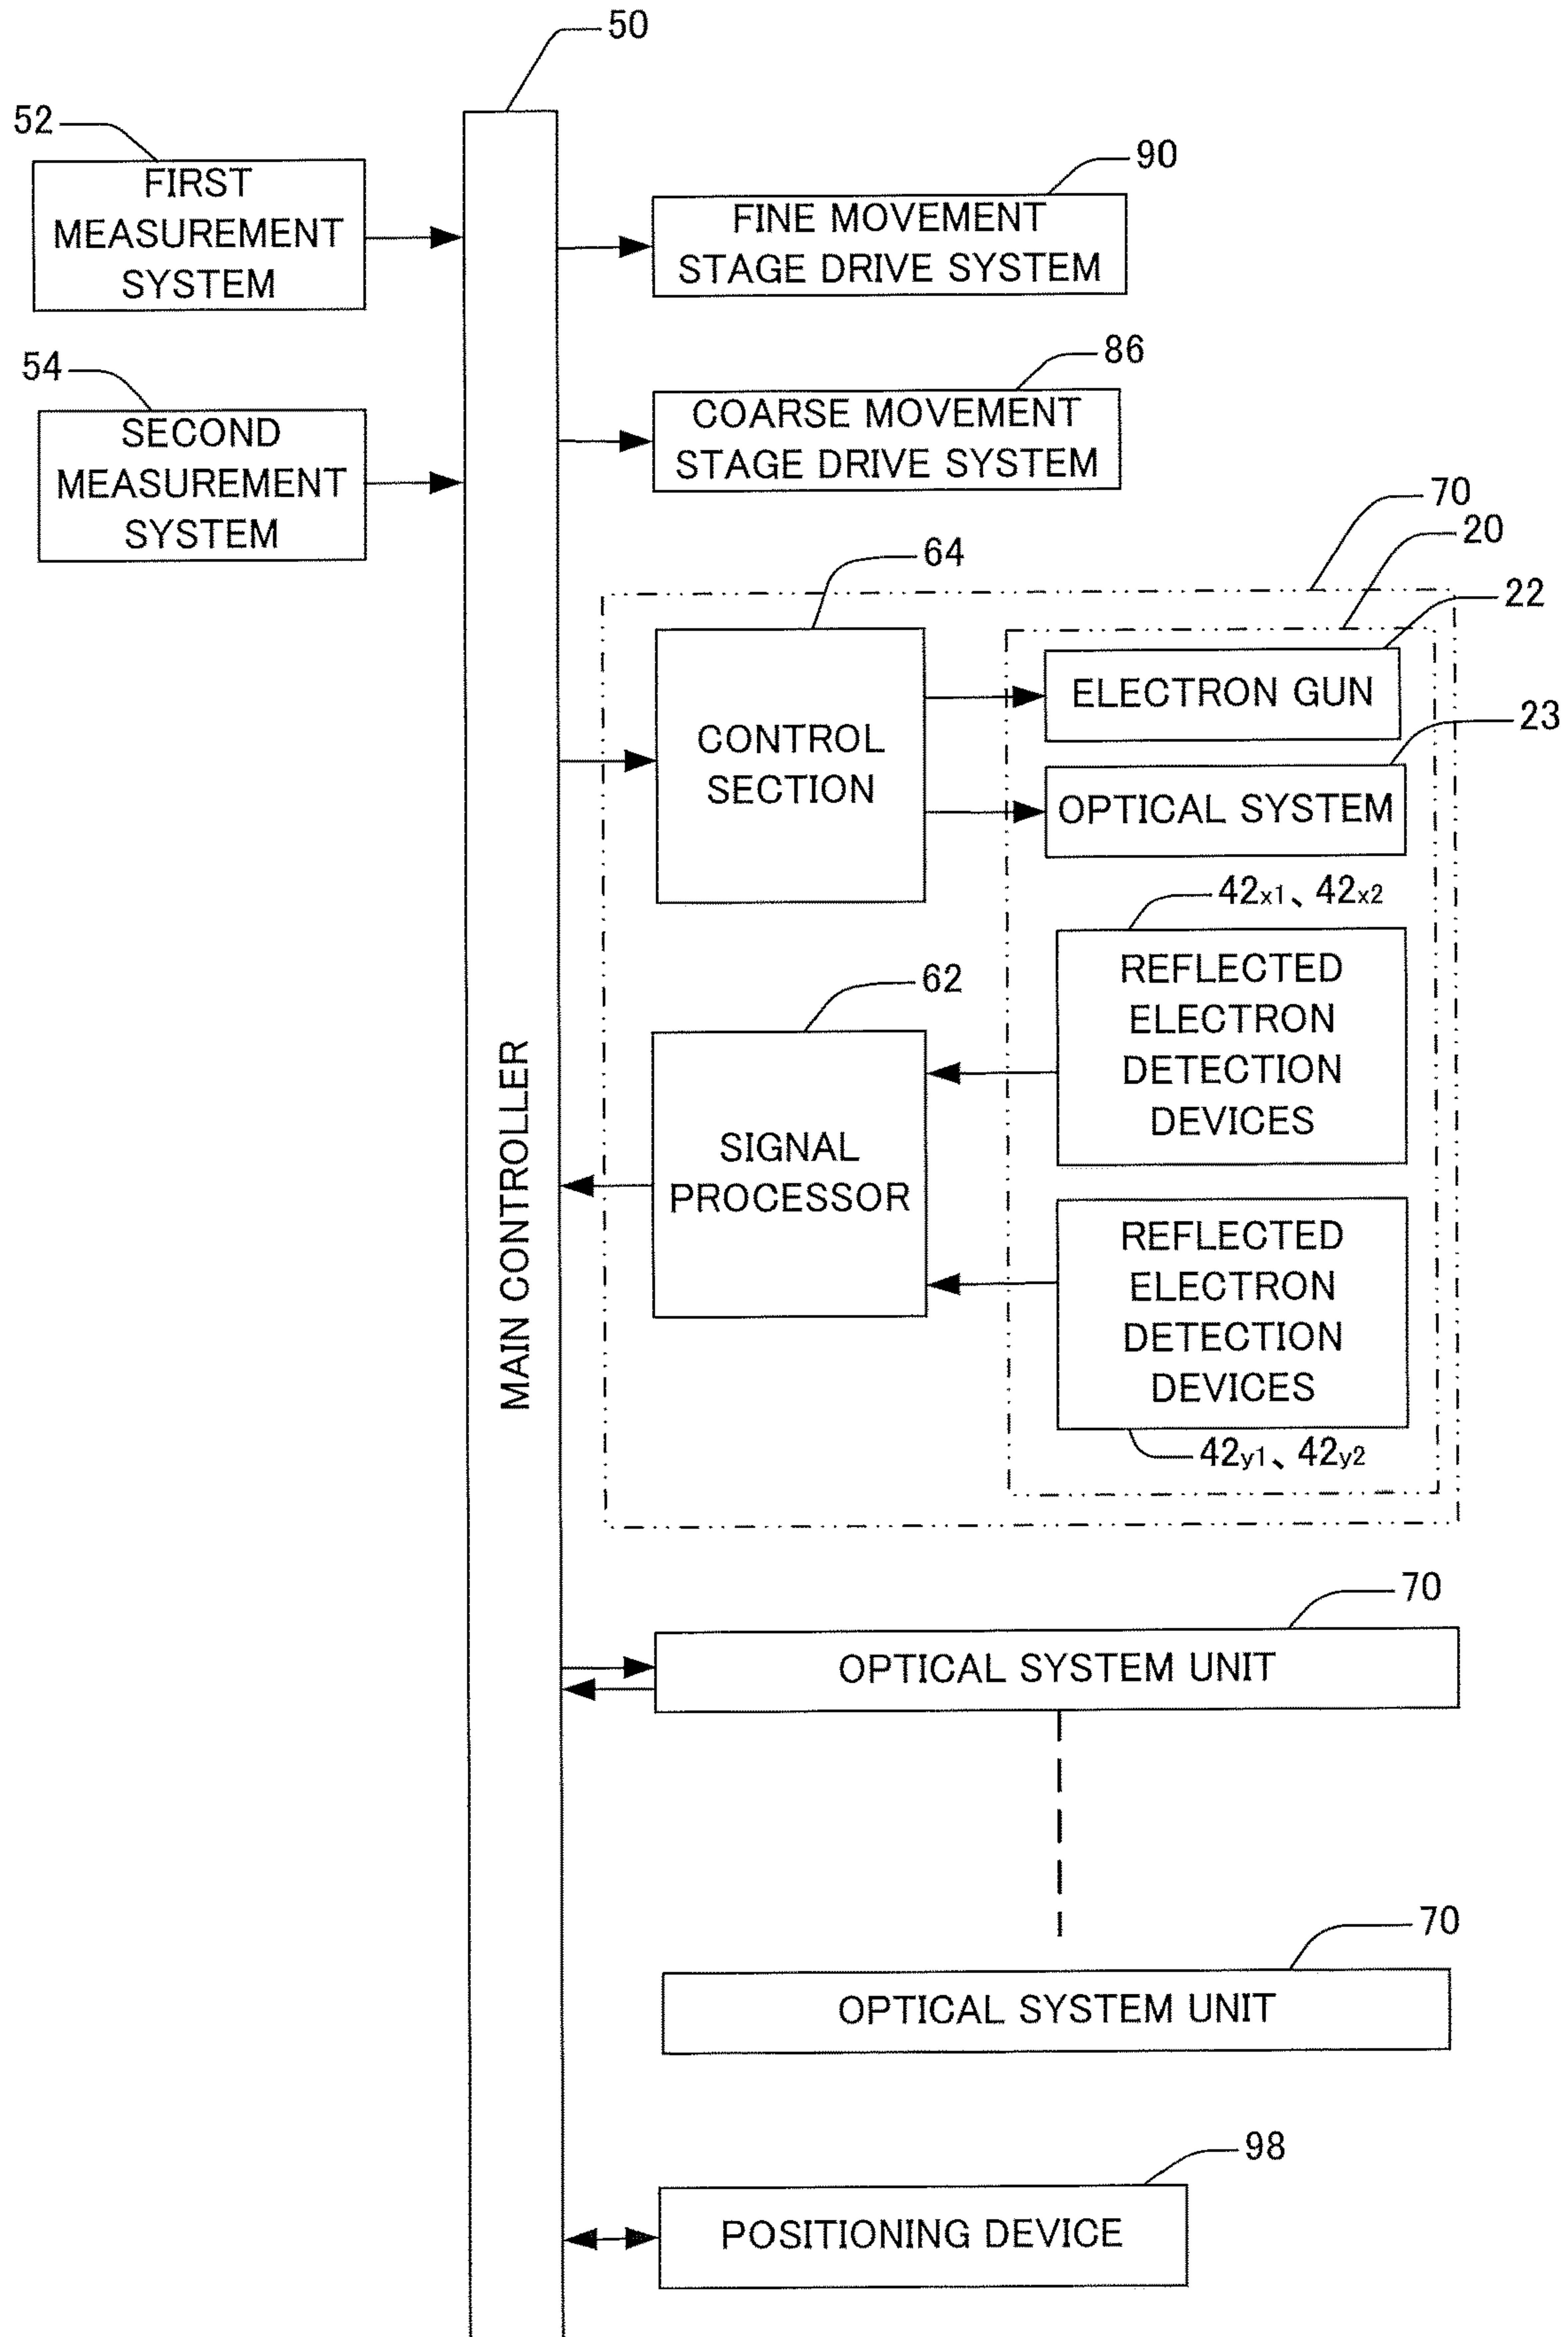 50
52
FIRST
MEASUREMENT
SYSTEM
90
FINE MOVEMENT
STAGE DRIVE SYSTEM
54
SECOND
MEASUREMENT
SYSTEM
86
COARSE MOVEMENT
STAGE DRIVE SYSTEM
70
20
64
22
CONTROL
SECTION
ELECTRON GUN
23
OPTICAL SYSTEM
42x1、42x2
REFLECTED
ELECTRON
DETECTION
DEVICES
62
SIGNAL
PROCESSOR
REFLECTED
ELECTRON
DETECTION
DEVICES
42y1、42y2
MAIN CONTROLLER
70
OPTICAL SYSTEM UNIT
70
OPTICAL SYSTEM UNIT
98
POSITIONING DEVICE